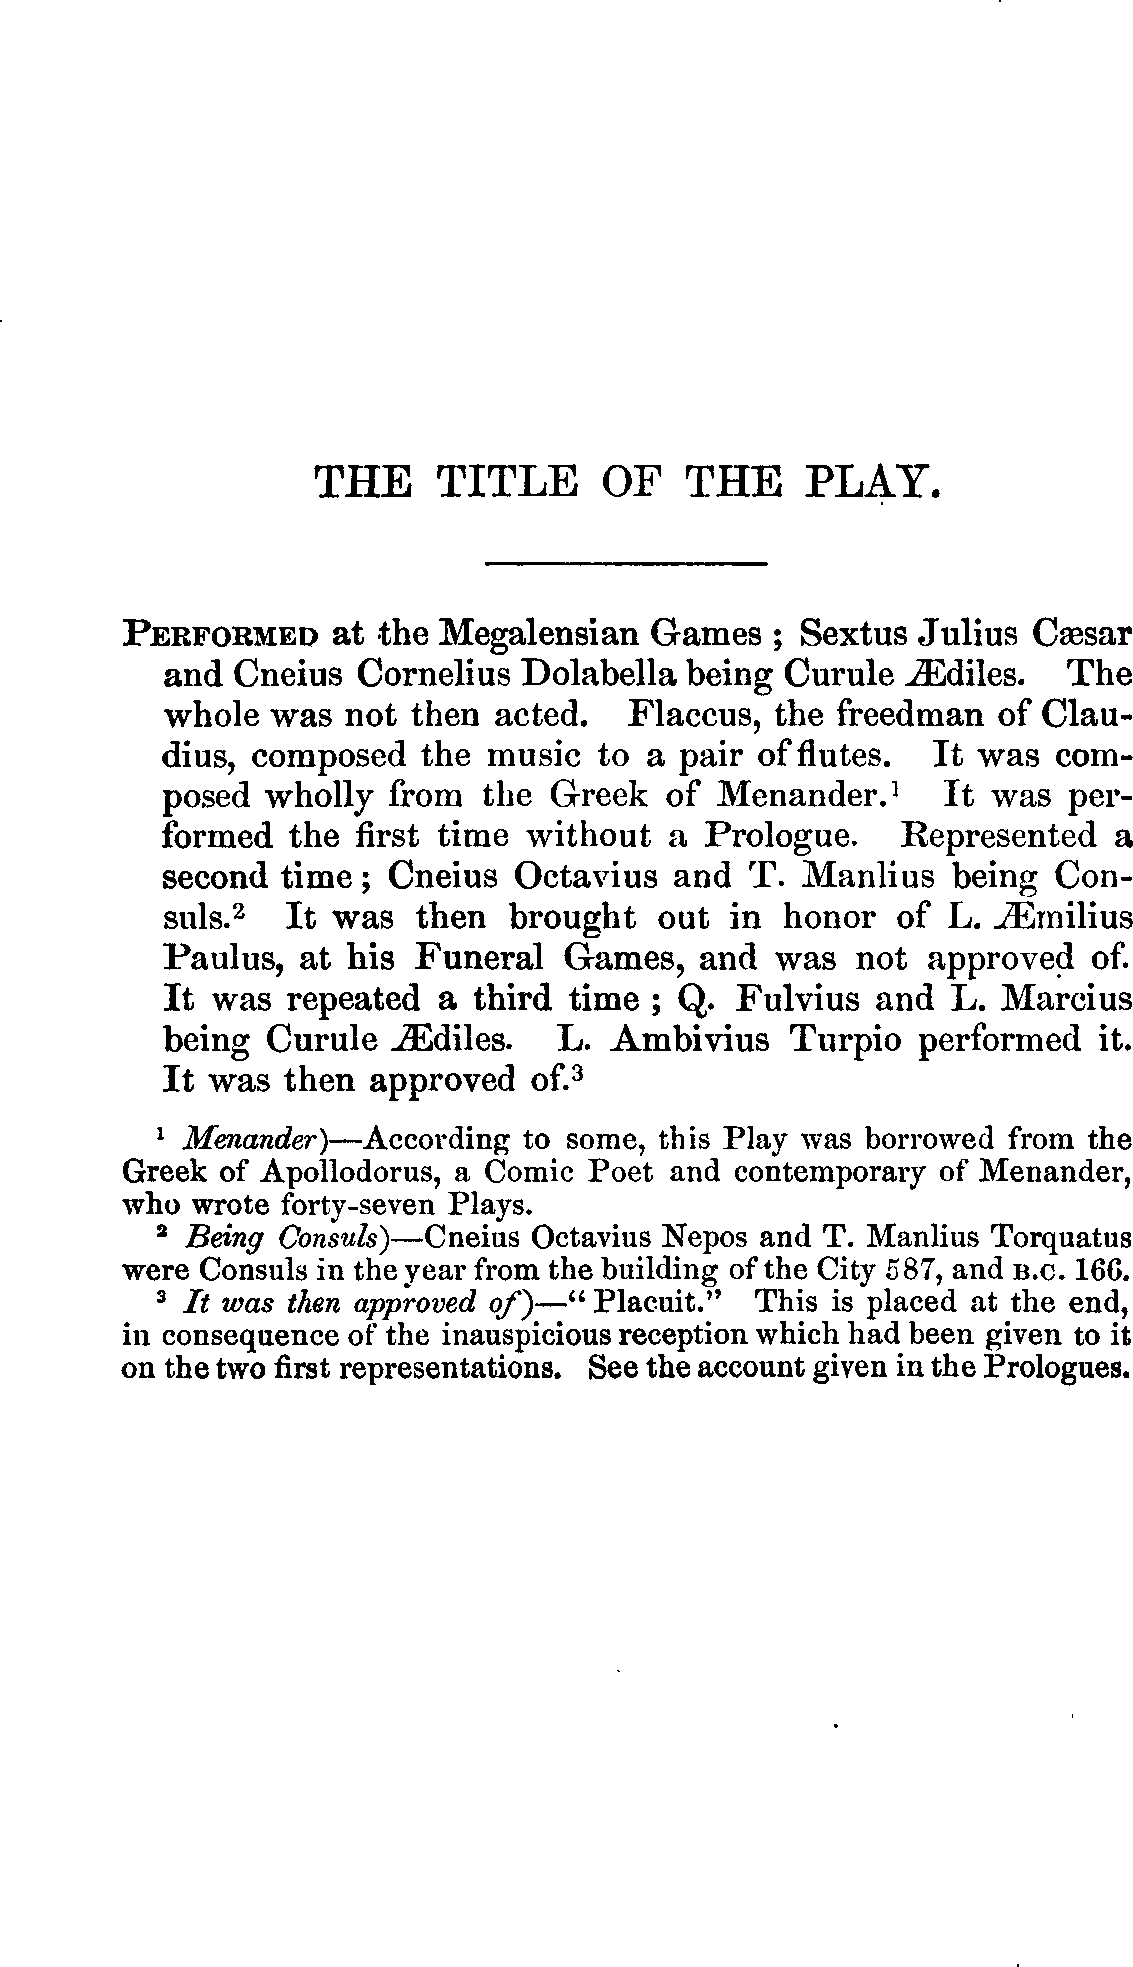 THE TITLE OF THE PLAY.
PERFORMED at the Megalensian Games ; Sextus Julius Cæsar
and Cneius Cornelius Dolabella being Curule Ædiles. The
whole was not then acted. Flaccus, the freedman of Clau-
dius, composed the music to a pair of flutes. It was com-
posed wholly from the Greek of Menander.¹ It was per-
formed the first time without a Prologue. Represented a
second time ; Cneius Octavius and T. Manlius being Con-
suls.² It was then brought out in honor of L. Æmilius
Paulus, at his Funeral Games, and was not approved of.
It was repeated a third time ; Q. Fulvius and L. Marcius
being Curule Ædiles. L. Ambivius Turpio performed it.
It was then approved of.³
¹ Menander)—According to some, this Play was borrowed from the
Greek of Apollodorus, a Comic Poet and contemporary of Menander,
who wrote forty-seven Plays.
² Being Consuls)—Cneius Octavius Nepos and T. Manlius Torquatus
were Consuls in the year from the building of the City 587, and B.C. 166.
³ It was then approved of)—“ Placuit.” This is placed at the end,
in consequence of the inauspicious reception which had been given to it
on the two first representations. See the account given in the Prologues.